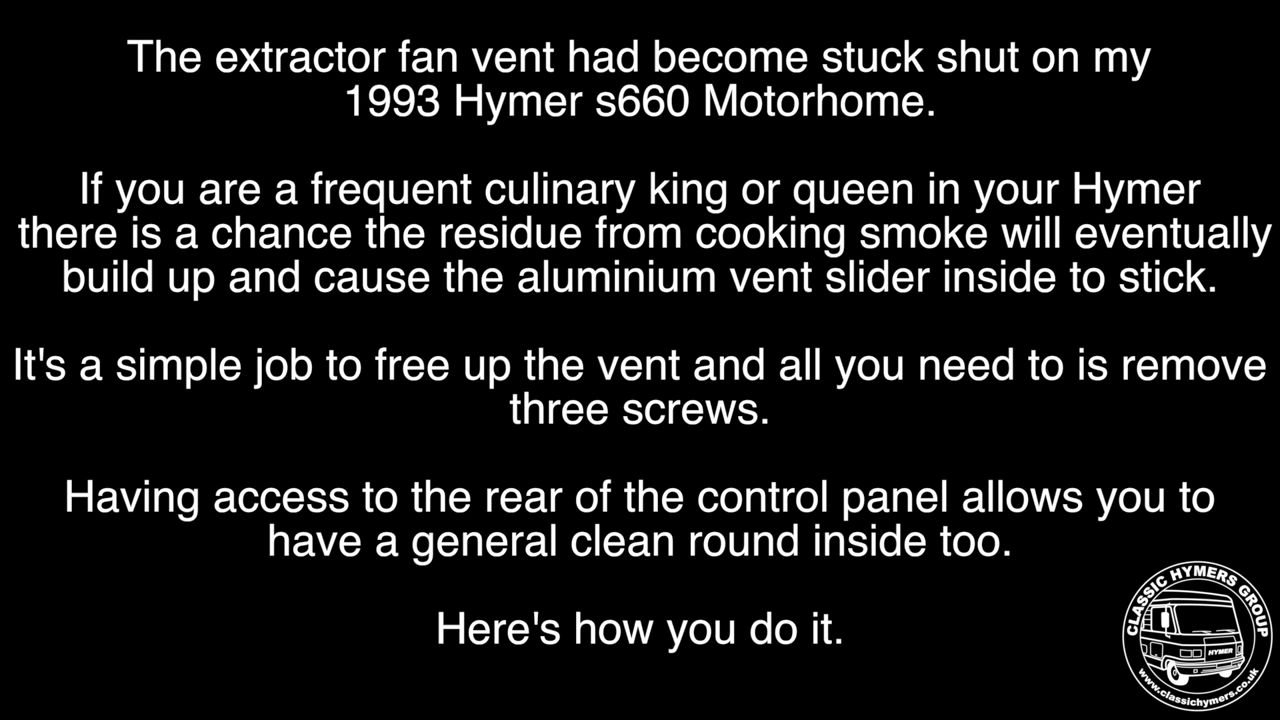 The extractor fan vent had become stuck shut on my
1993 Hymer s660 Motorhome.
If you are a frequent culinary king or queen in your Hymer
there is a chance the residue from cooking smoke will eventually
build up and cause the aluminium vent slider inside to stick.
It's a simple job to free up the vent and all you need to is remove
three screws.
Having access to the rear of the control panel allows you to
have a general clean round inside too.
Here's how you do it.
CLASSIC HYMERS GROUP
HYMER
www.classichymers.co.uk